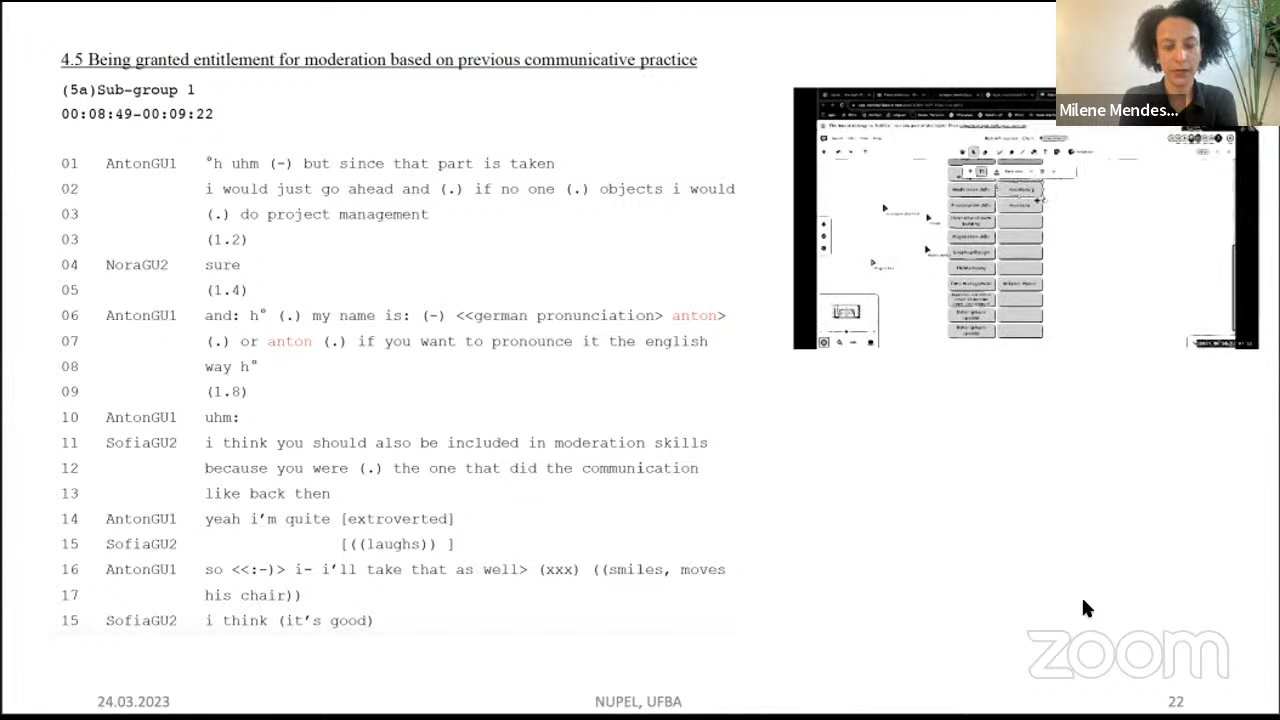 4.5 Being granted entitlement for moderation based on previous communicative practice
(5a)Sub-group 1
00:08:49-00:09:22
01 AntonGU1 °h hm (-) but since that part is taken
02 i would just go ahead and (.) if no one (.) objects i would
03 (.) do project management
03 (1.2)
04 NoraGU2 sure
05 (1.4)
06 AntonGU1 and: h° my name is: (-) <<german pronunciation> anton>
07 (.) or anton (.) if you want to pronounce it the english
08 way h°
09 (1.8)
10 AntonGU1 uhm:
11 SofiaGU2 i think you should also be included in moderation skills
12 because you were (.) the one that did the communication
13 like back then
14 AntonGU1 yeah i'm quite [extroverted]
15 SofiaGU2 [((laughs)) ]
16 AntonGU1 so <<:-)> i- i'll take that as well> (xxx) ((smiles, moves
17 his chair))
15 SofiaGU2 i think (it's good)
Milene Mendes...
zoom
24.03.2023 NUPEL, UFBA 22